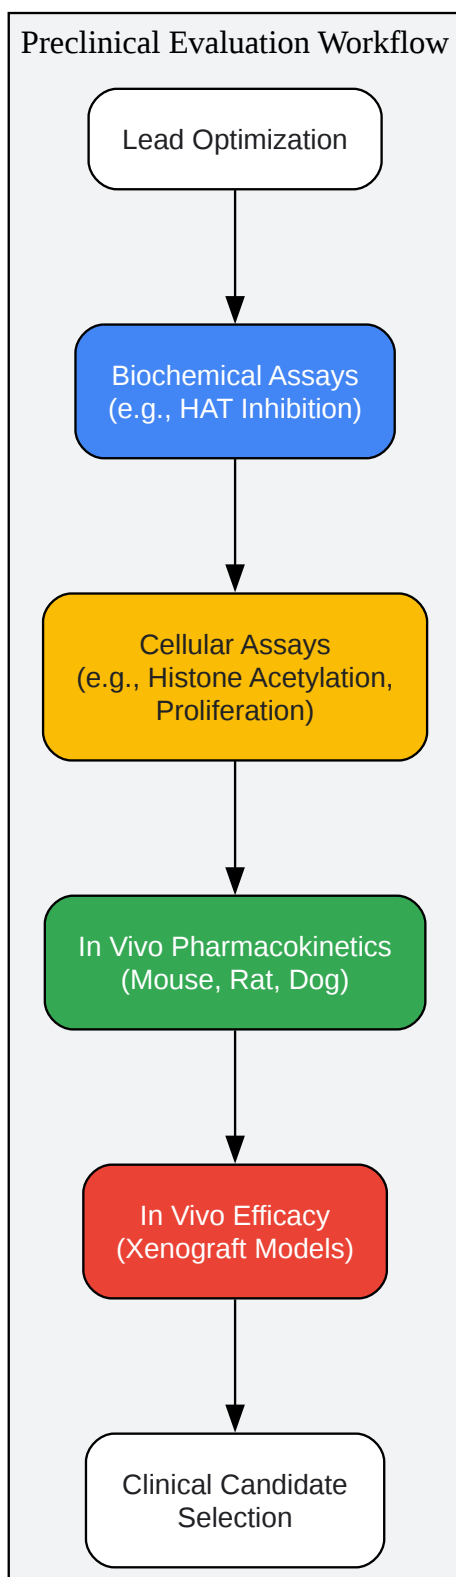 Preclinical Evaluation Workflow
Lead Optimization
Biochemical Assays
(e.g., HAT Inhibition)
Cellular Assays
(e.g., Histone Acetylation,
Proliferation)
In Vivo Pharmacokinetics
(Mouse, Rat, Dog)
In Vivo Efficacy
(Xenograft Models)
Clinical Candidate
Selection